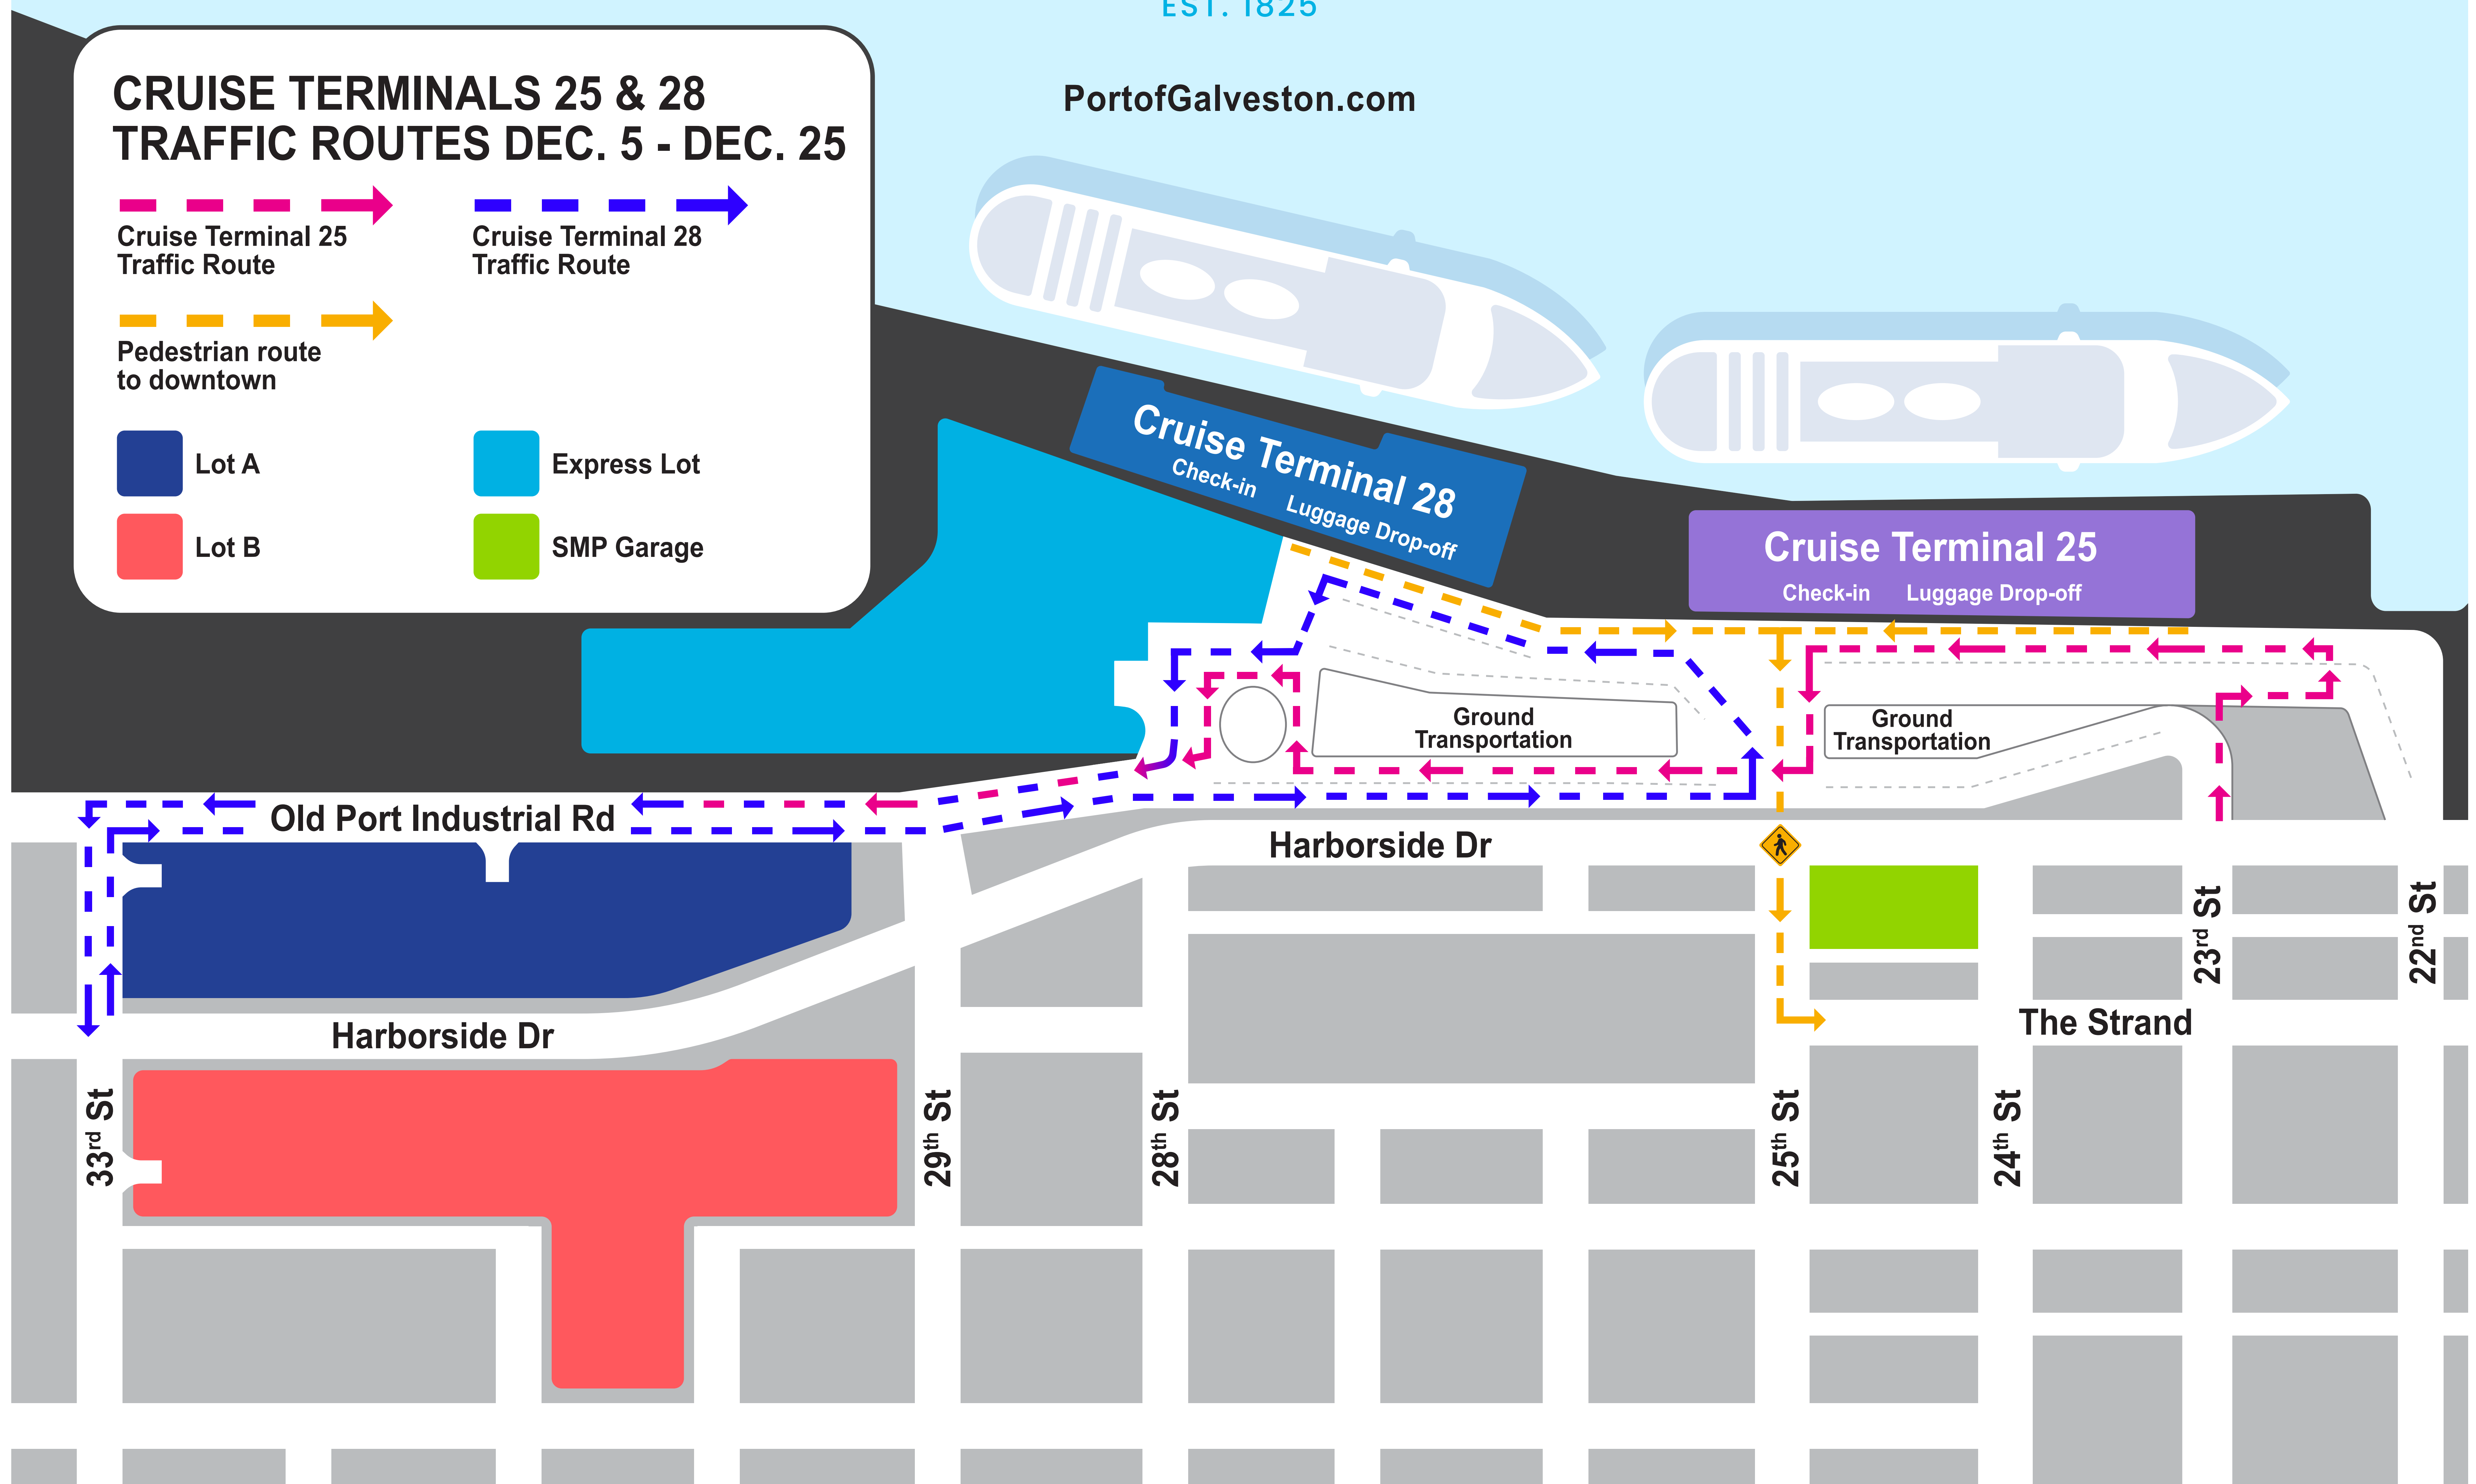 EST. 1825
PortofGalveston.com
CRUISE TERMINALS 25 & 28
TRAFFIC ROUTES DEC. 5 - DEC. 25
Cruise Terminal 25
Traffic Route
Cruise Terminal 28
Traffic Route
Pedestrian route
to downtown
Lot A
Express Lot
Lot B
SMP Garage
Cruise Terminal 28
Check-in
Luggage Drop-off
Cruise Terminal 25
Check-in
Luggage Drop-off
Ground
Transportation
Ground
Transportation
Old Port Industrial Rd
Harborside Dr
Harborside Dr
The Strand
33rd St
29th St
28th St
25th St
24th St
23rd St
22nd St